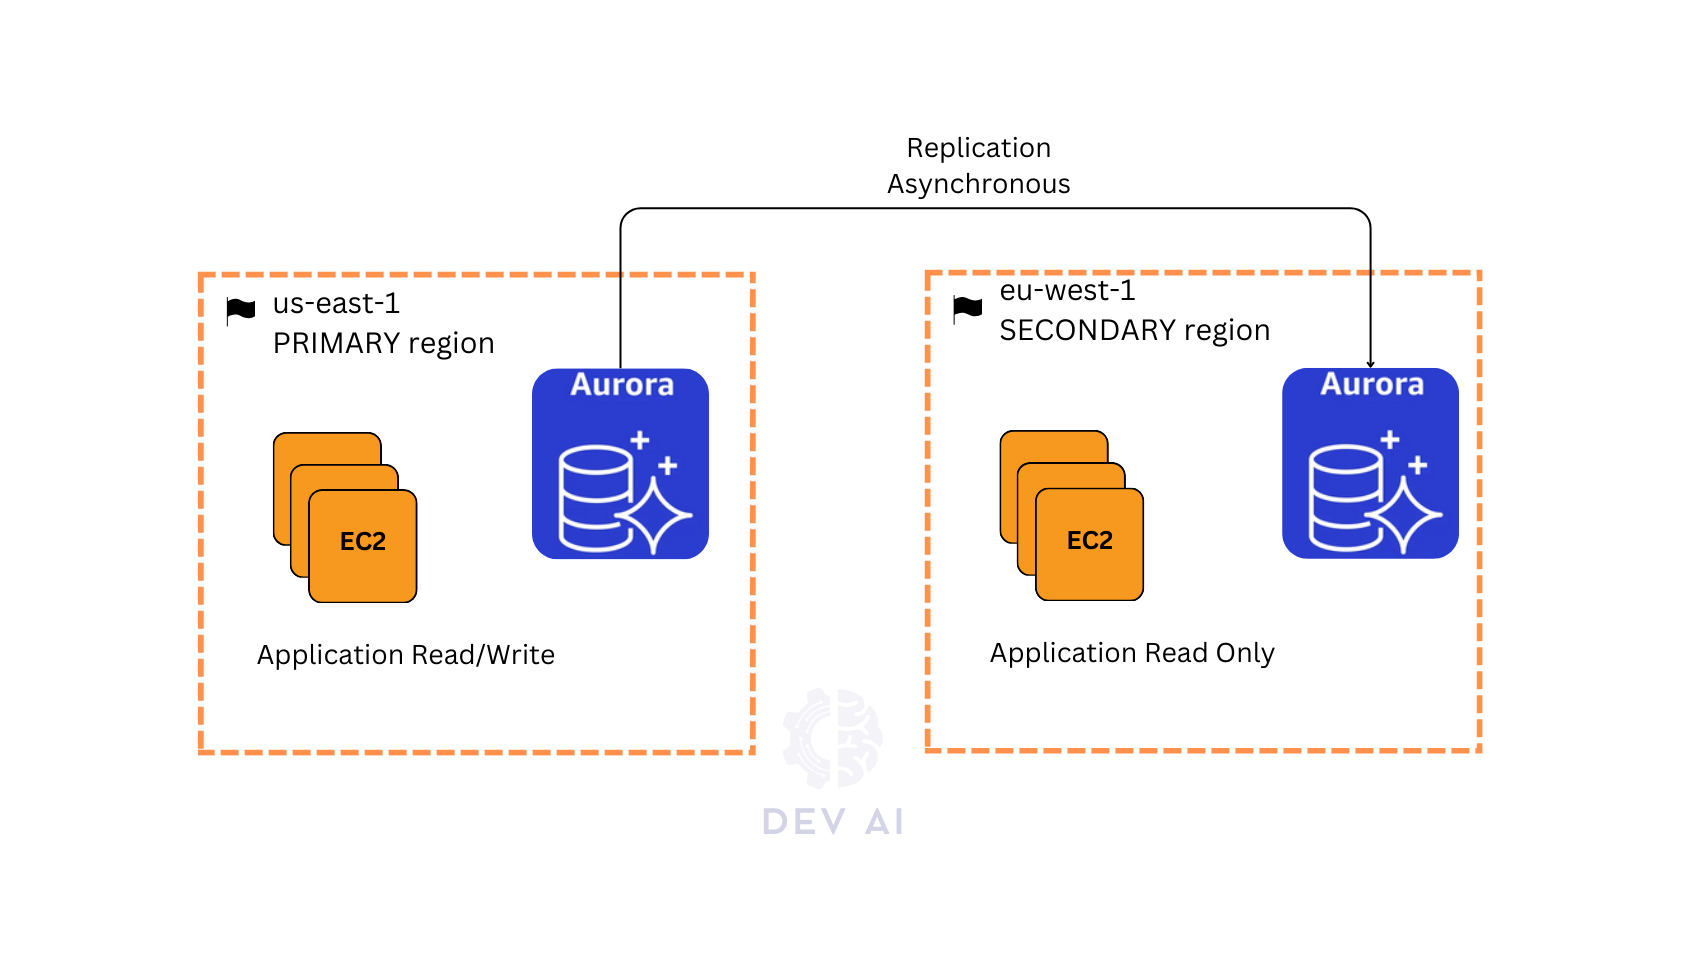 Replication
Asynchronous
us-east-1
PRIMARY region
Aurora
EC2
Application Read/Write
eu-west-1
SECONDARY region
Aurora
EC2
Application Read Only
DEV AI